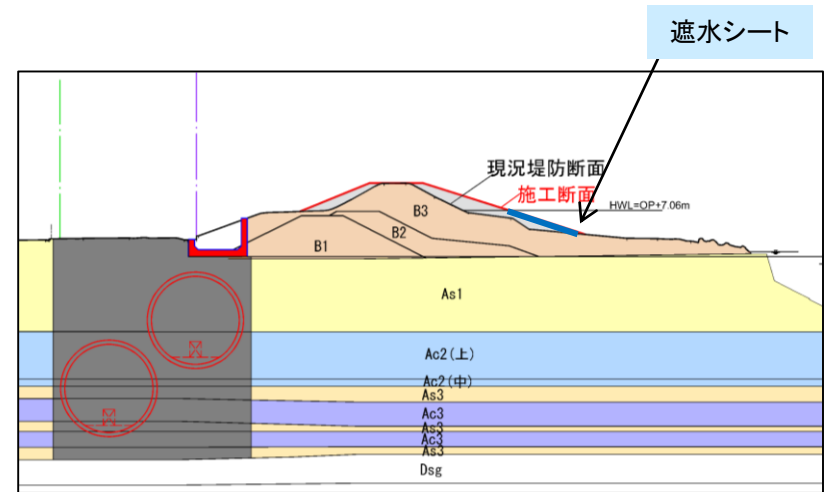 遮水シート
現況堤防断面
施工断面
HWL=OP+7.06m
B3
B2
B1
As1
Ac2(上)
Ac2(中)
As3
Ac3
As3
Ac3
As3
Dsg